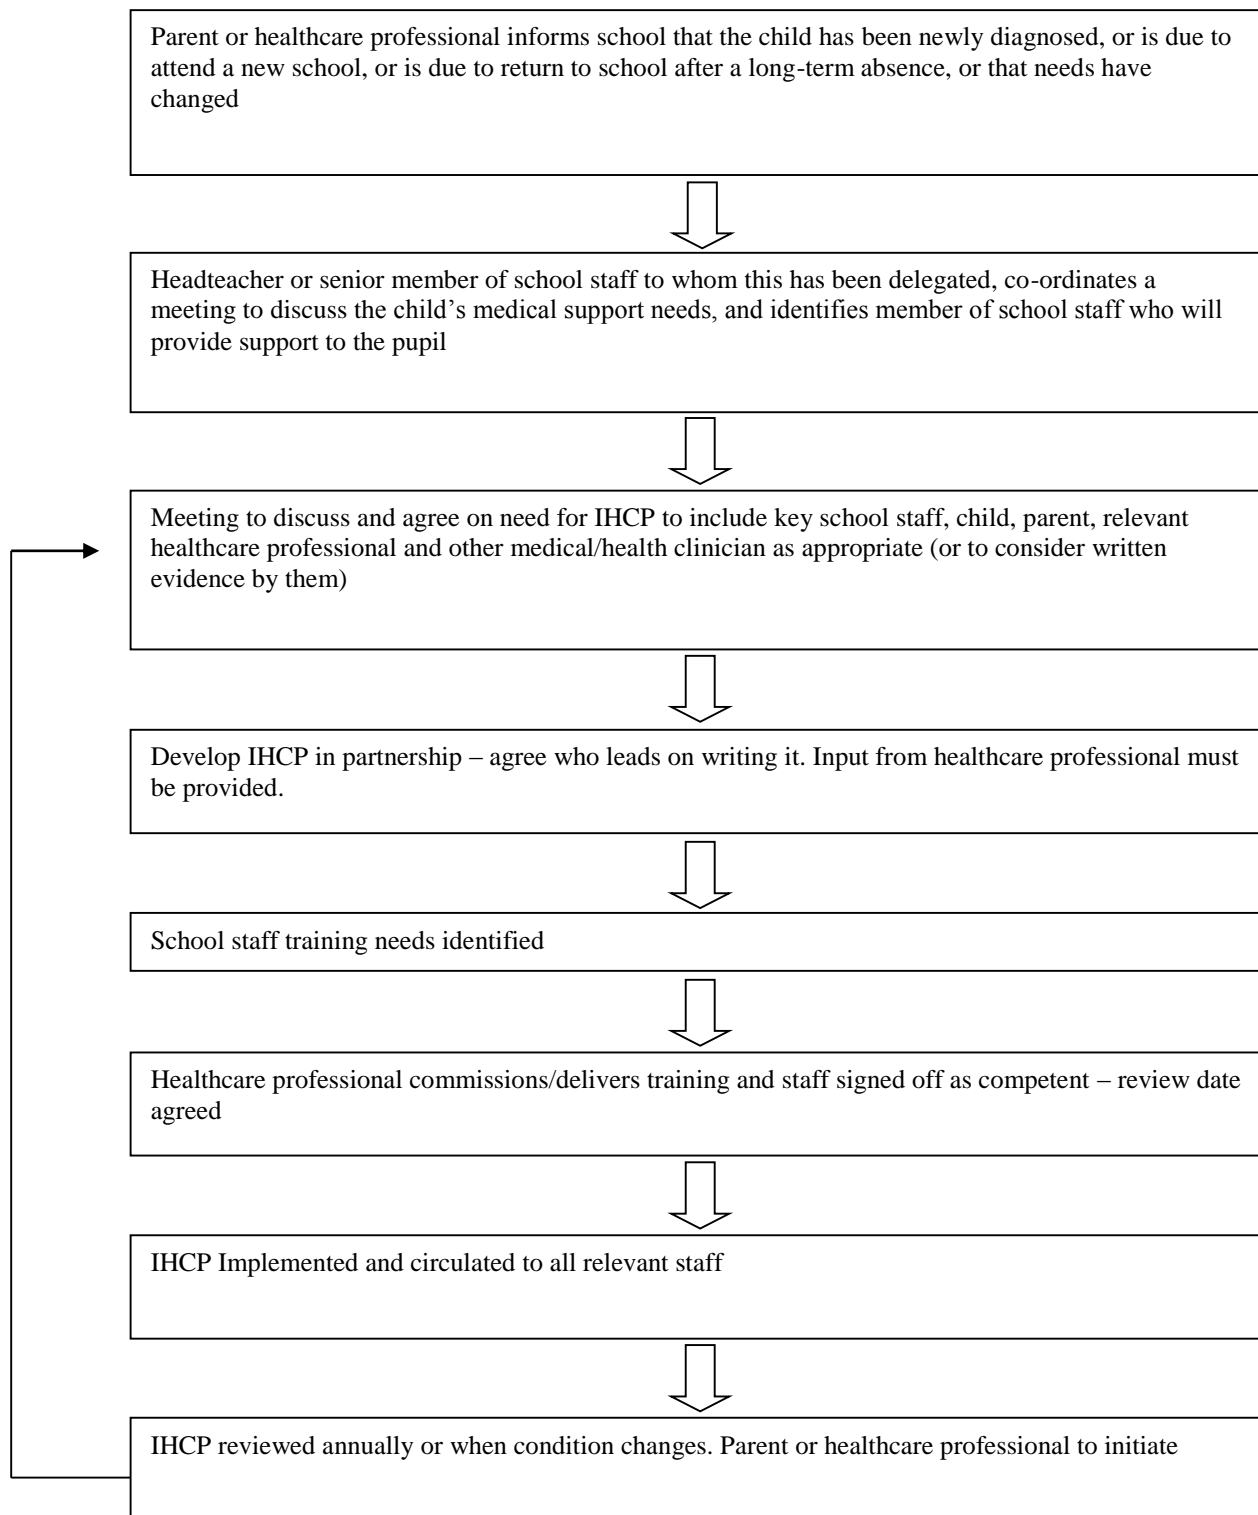 Parent or healthcare professional informs school that the child has been newly diagnosed, or is due to
attend a new school, or is due to return to school after a long-term absence, or that needs have
changed
Headteacher or senior member of school staff to whom this has been delegated, co-ordinates a
meeting to discuss the child’s medical support needs, and identifies member of school staff who will
provide support to the pupil
Meeting to discuss and agree on need for IHCP to include key school staff, child, parent, relevant
healthcare professional and other medical/health clinician as appropriate (or to consider written
evidence by them)
Develop IHCP in partnership – agree who leads on writing it. Input from healthcare professional must
be provided.
School staff training needs identified
Healthcare professional commissions/delivers training and staff signed off as competent – review date
agreed
IHCP Implemented and circulated to all relevant staff
IHCP reviewed annually or when condition changes. Parent or healthcare professional to initiate